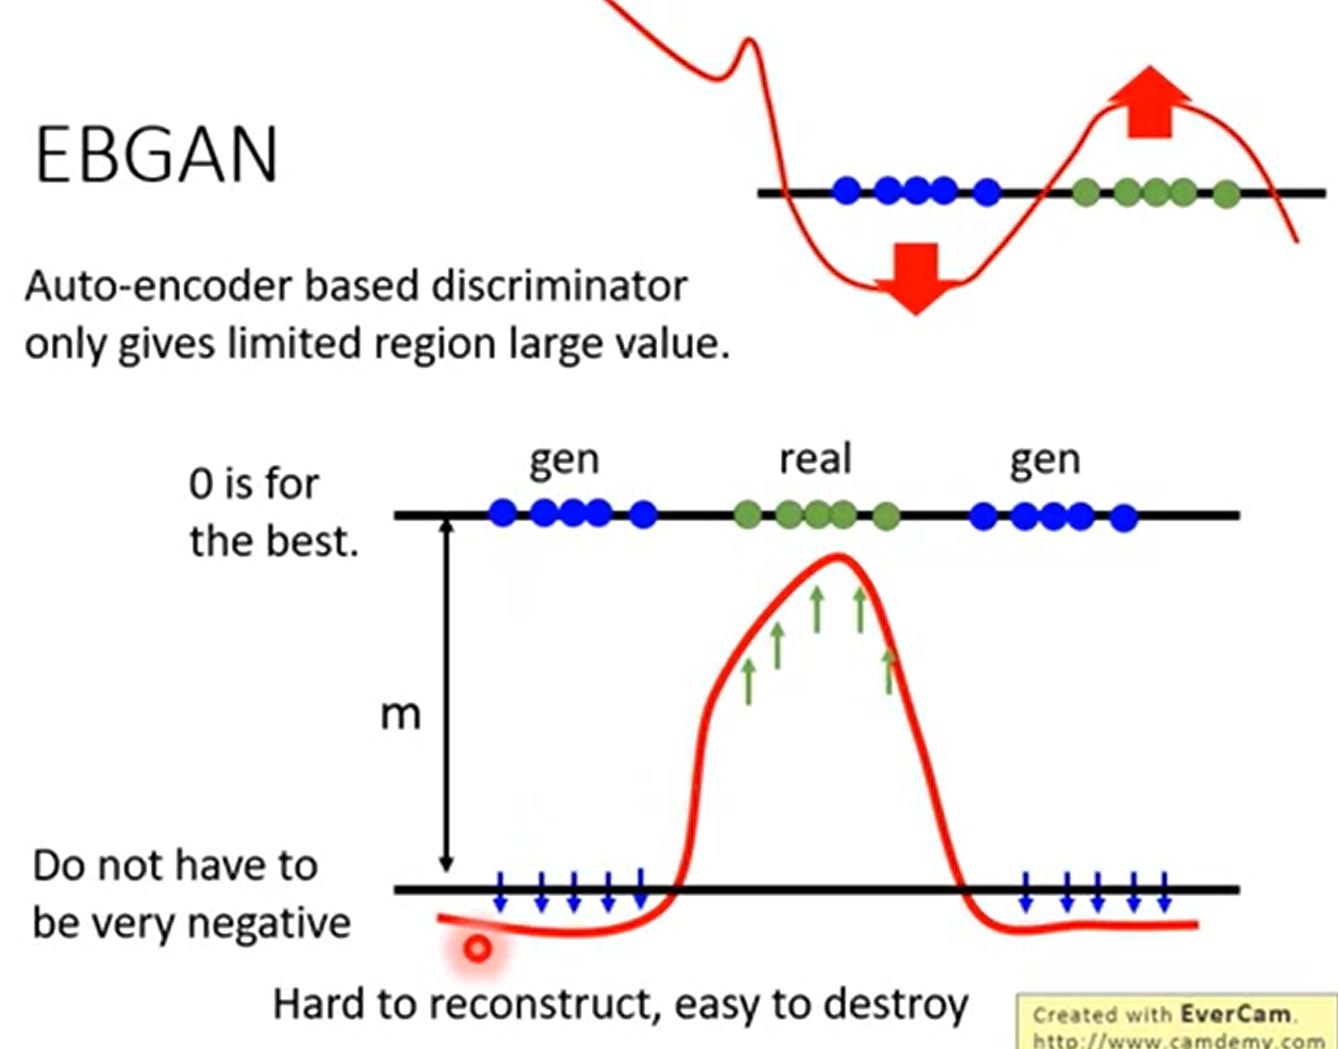 EBGAN
Auto-encoder based discriminator
only gives limited region large value.
gen
real
gen
0 is for
the best.
m
Do not have to
be very negative
Hard to reconstruct, easy to destroy
Created with EverCam.
http://www.camdemy.com